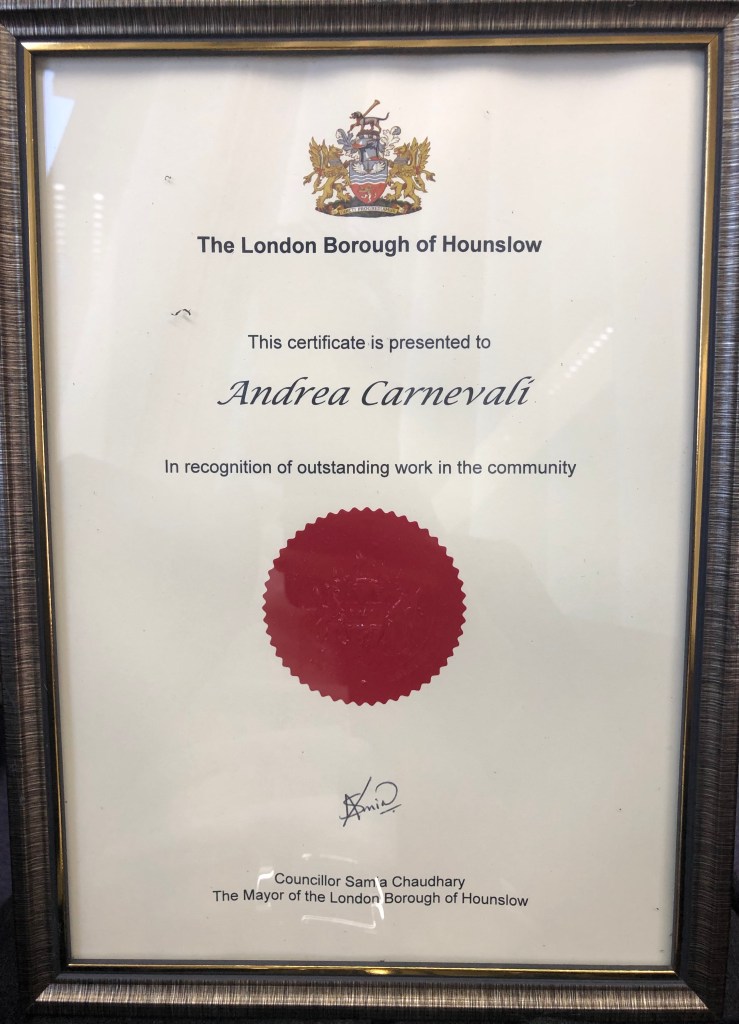 The London Borough of Hounslow
This certificate is presented to
Andrea Carnevali
In recognition of outstanding work in the community
Councillor Samia Chaudhary
The Mayor of the London Borough of Hounslow